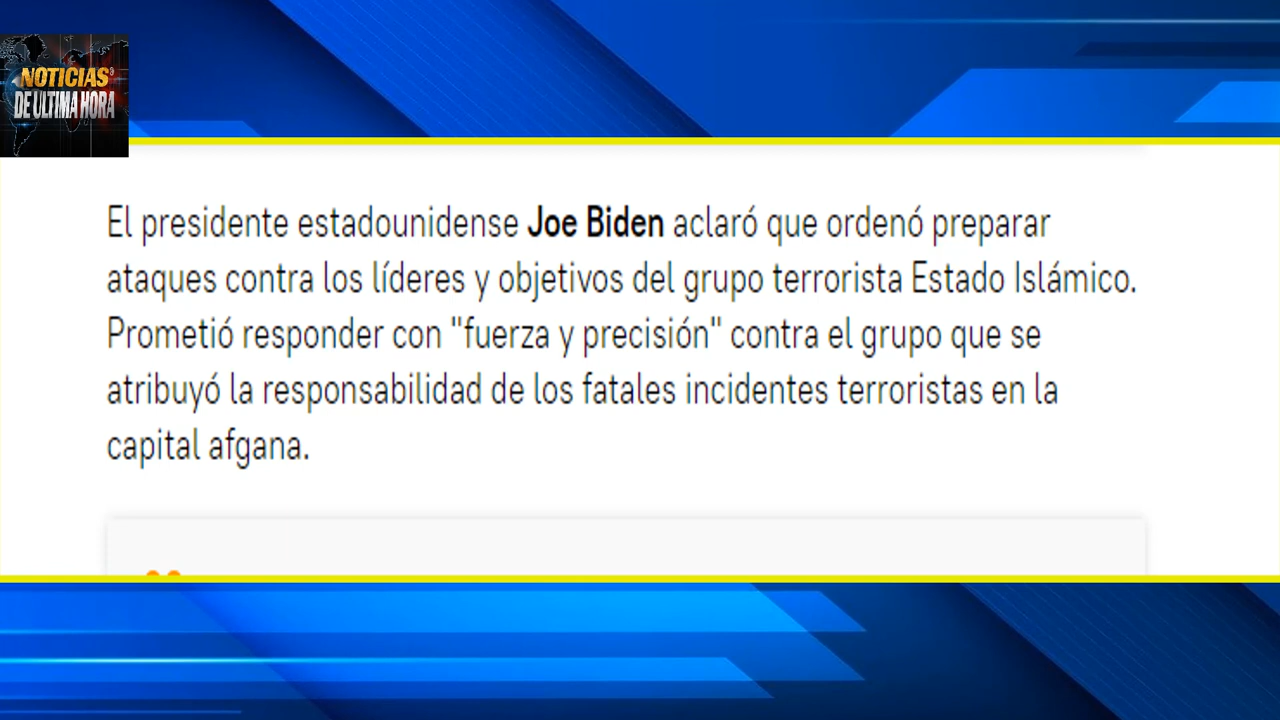 NOTICIAS
DE ULTIMA HORA
El presidente estadounidense Joe Biden aclaró que ordenó preparar
ataques contra los líderes y objetivos del grupo terrorista Estado Islámico.
Prometió responder con "fuerza y precisión" contra el grupo que se
atribuyó la responsabilidad de los fatales incidentes terroristas en la
capital afgana.